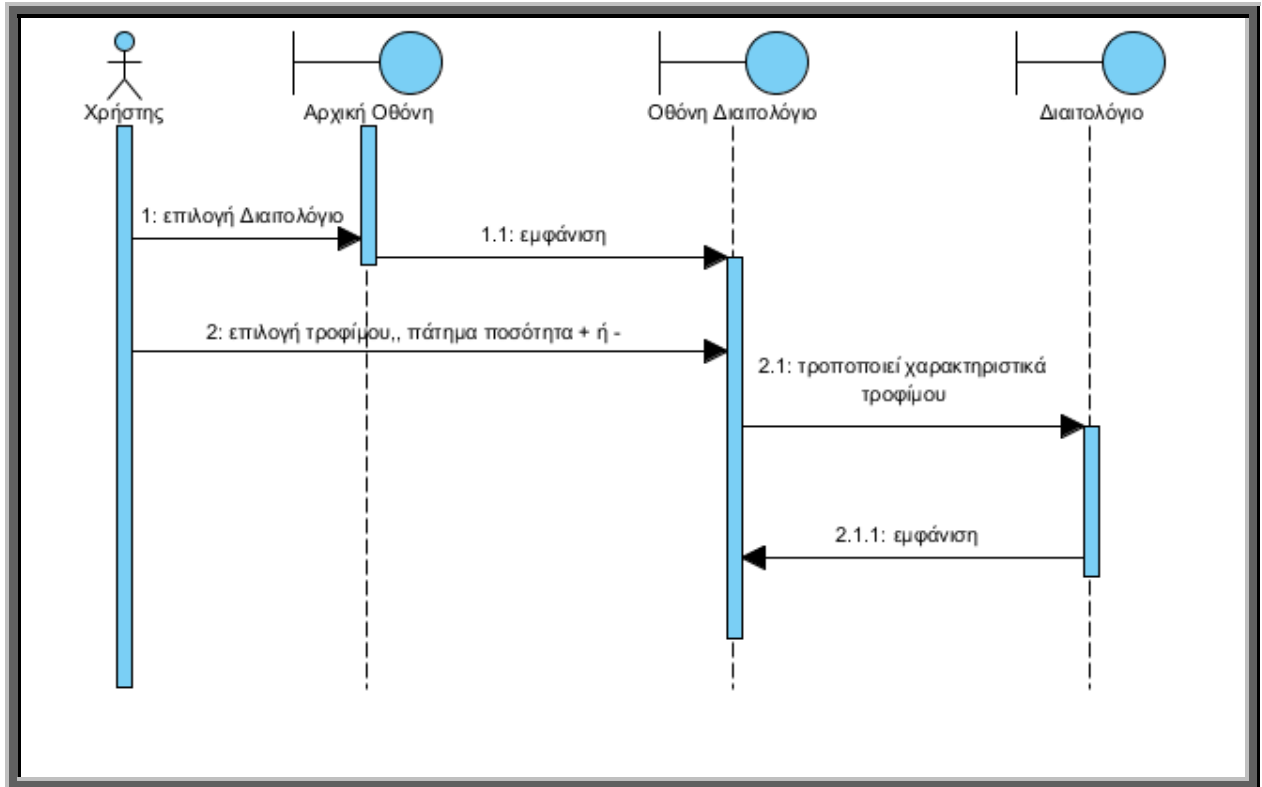 Χρήστης
Αρχική Οθόνη
Οθόνη Διαιτολόγιο
Διαιτολόγιο
1: επιλογή Διαιτολόγιο
1.1: εμφάνιση
2: επιλογή τροφίμου,, πάτημα ποσότητα + ή -
2.1: τροποποιεί χαρακτηριστικά
τροφίμου
2.1.1: εμφάνιση